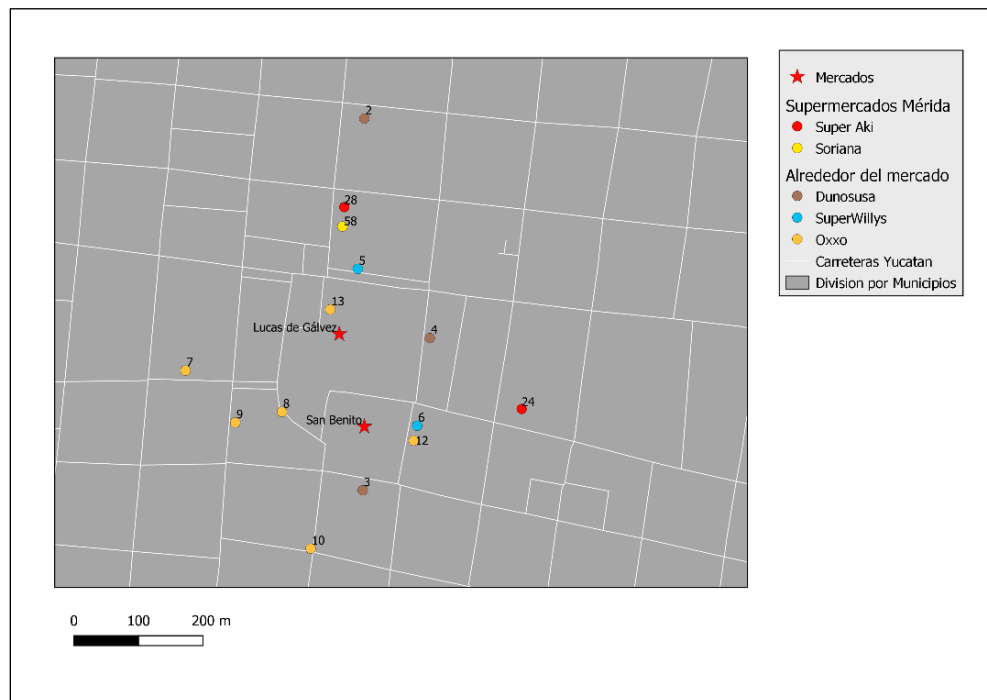 Mercados
Supermercados Mérida
Super Aki
Soriana
Alrededor del mercado
Dunosusa
SuperWillys
Oxxo
Carreteras Yucatan
Division por Municipios
2
28
58
5
13
Lucas de Gálvez
4
7
24
8
9
San Benito
6
12
3
10
0 100 200 m